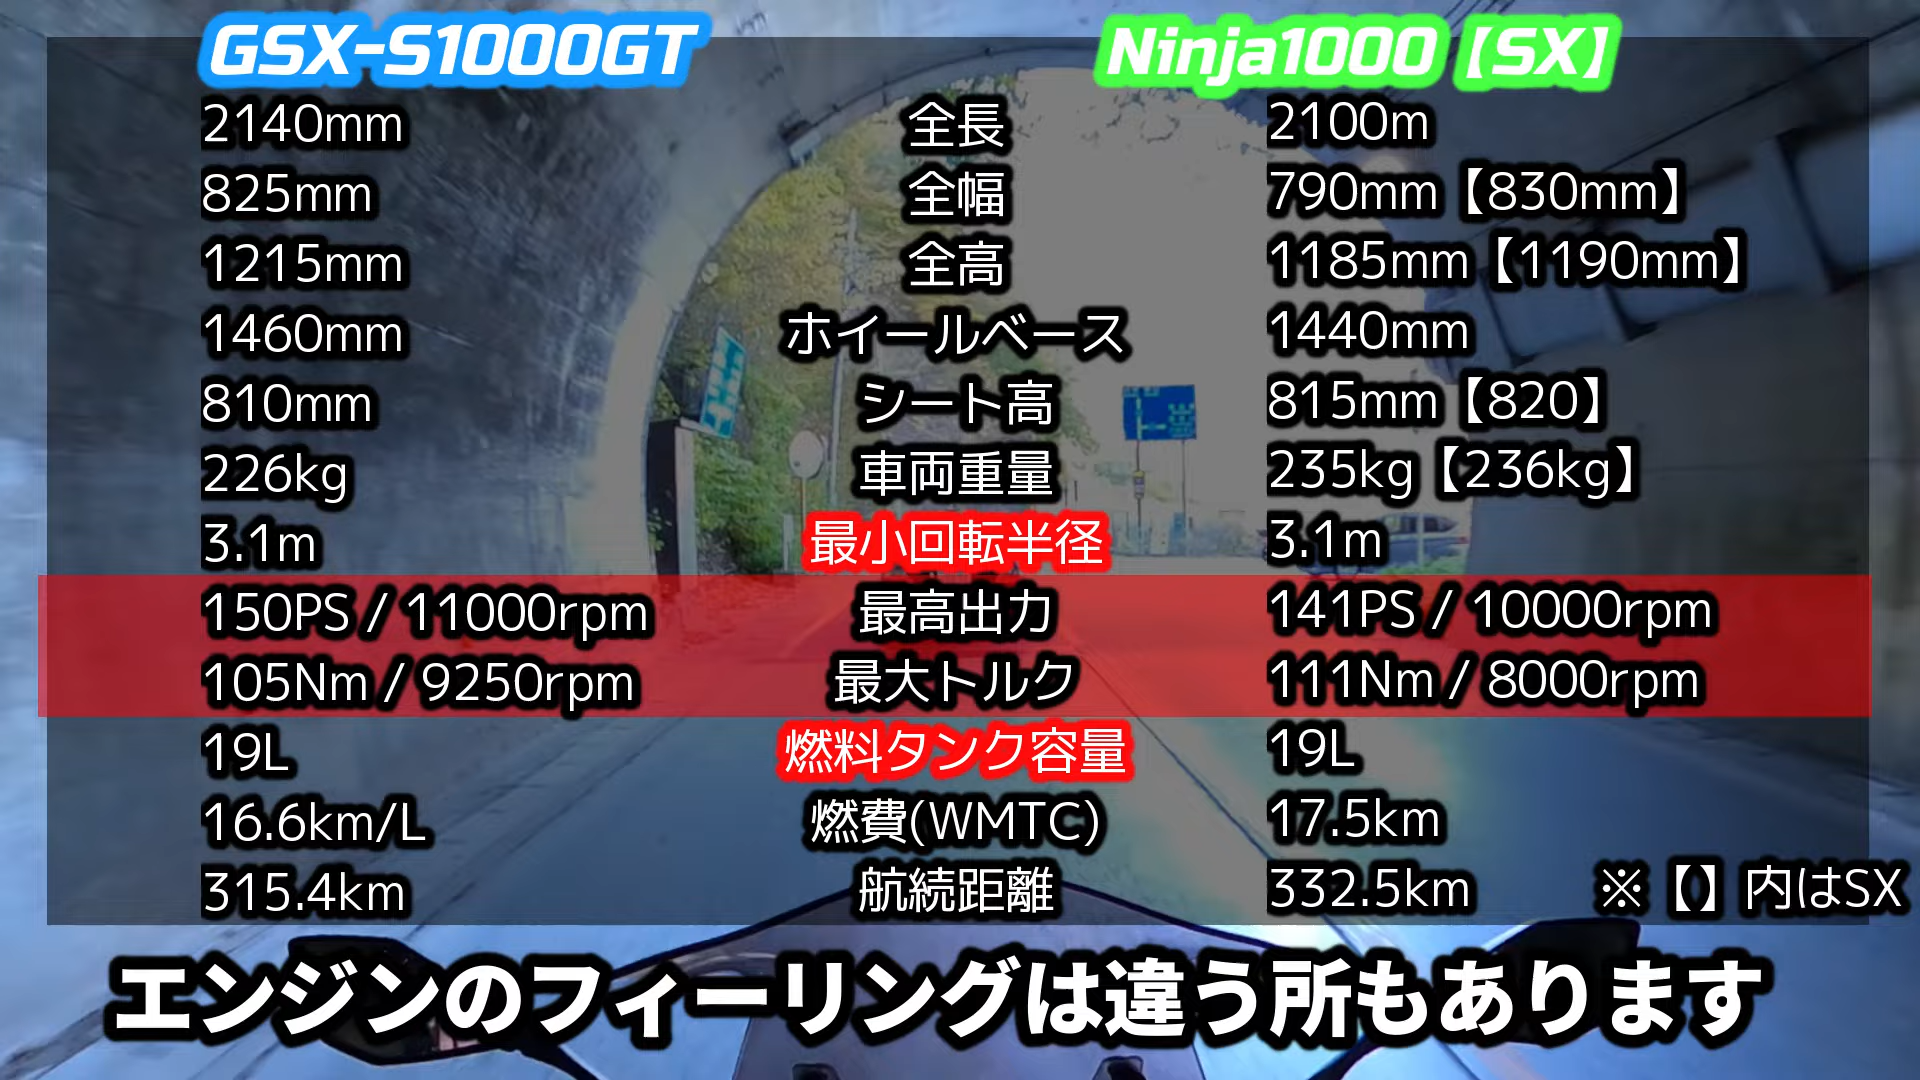 GSX-S1000GT Ninja1000【SX】
2140mm 全長 2100m
825mm 全幅 790mm【830mm】
1215mm 全高 1185mm【1190mm】
1460mm ホイールベース 1440mm
810mm シート高 815mm【820】
226kg 車両重量 235kg【236kg】
3.1m 最小回転半径 3.1m
150PS / 11000rpm 最高出力 141PS / 10000rpm
105Nm / 9250rpm 最大トルク 111Nm / 8000rpm
19L 燃料タンク容量 19L
16.6km/L 燃費(WMTC) 17.5km
315.4km 航続距離 332.5km ※【】内はSX
エンジンのフィーリングは違う所もあります